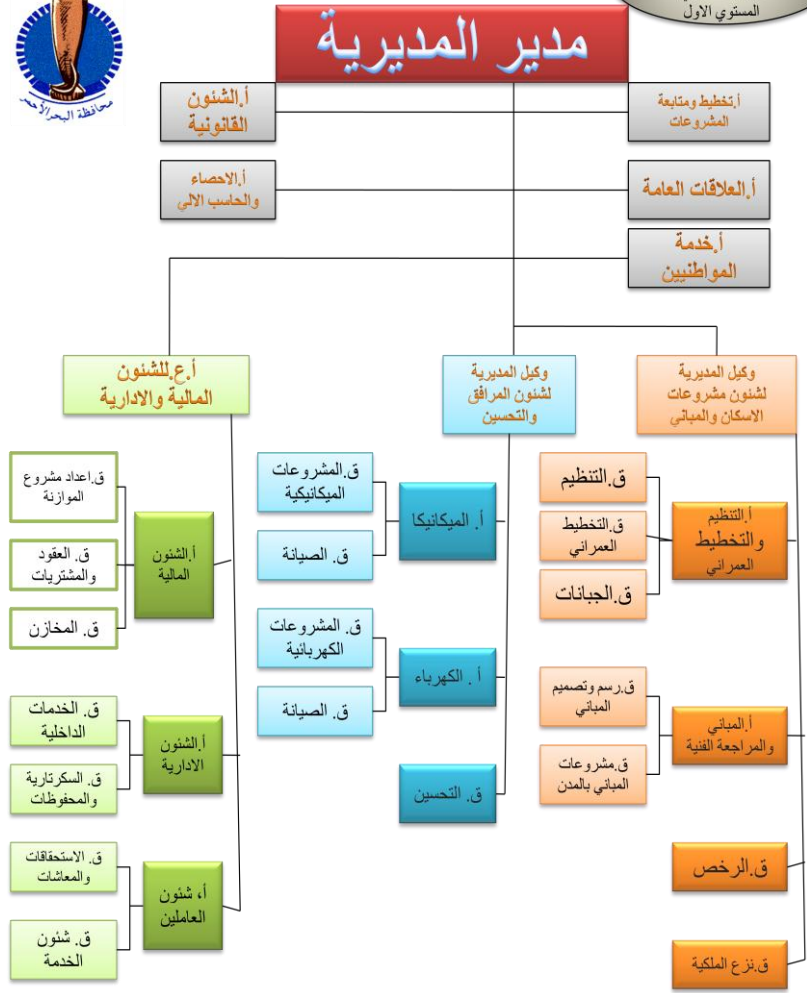 المستوي الاول
محافظة البحر الأحمر
مدير المديرية
أ.تخطيط ومتابعة
المشروعات
أ.الشئون
القانونية
أ.العلاقات العامة
أ.الاحصاء
والحاسب الالي
أ.خدمة
المواطنيين
وكيل المديرية
لشئون مشروعات
الاسكان والمباني
وكيل المديرية
لشئون المرافق
والتحسين
أ.ع.للشئون
المالية والادارية
أ.التنظيم
والتخطيط
العمراني
ق.التنظيم
ق.التخطيط
العمراني
ق.الجبانات
أ.المباني
والمراجعة الفنية
ق.رسم وتصميم
المباني
ق.مشروعات
المباني بالمدن
ق.الرخص
ق.نزع الملكية
أ. الميكانيكا
ق.المشروعات
الميكانيكية
ق. الصيانة
أ . الكهرباء
ق. المشروعات
الكهربائية
ق. الصيانة
ق. التحسين
أ.الشئون
المالية
ق.اعداد مشروع
الموازنة
ق. العقود
والمشتريات
ق. المخازن
أ.الشئون
الادارية
ق. الخدمات
الداخلية
ق. السكرتارية
والمحفوظات
أ، شئون
العاملين
ق. الاستحقاقات
والمعاشات
ق. شئون
الخدمة